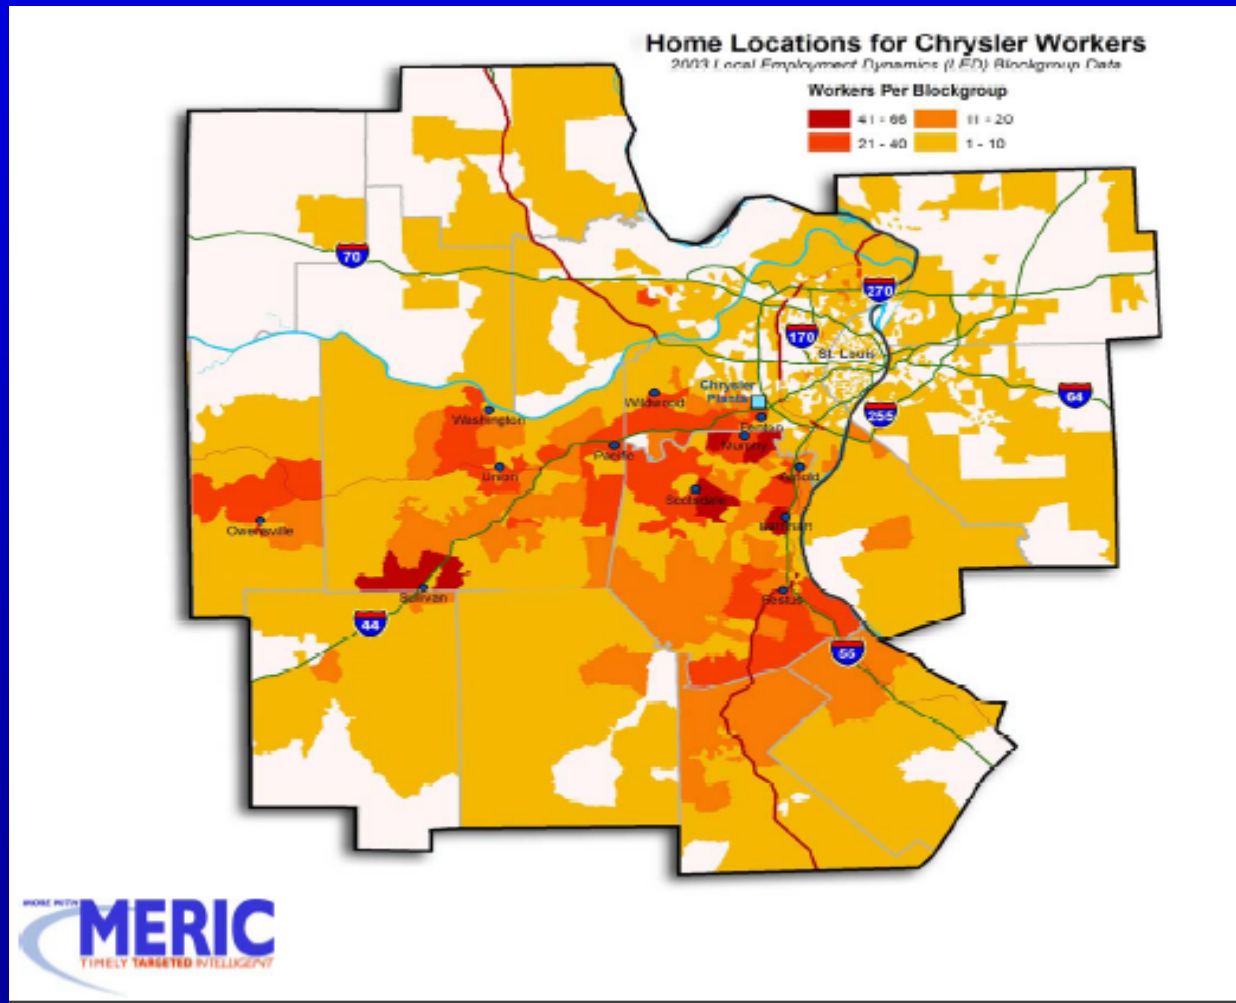 Home Locations for Chrysler Workers
2003 Local Employment Dynamics (LED) Blockgroup Data
Workers Per Blockgroup
41 - 66
11 - 20
21 - 40
1 - 10
70
270
170
St. Louis
Chrysler
Plants
64
Wildwood
255
Washington
Fenton
Murphy
Pacific
Union
Arnold
Scotsdale
Owensville
Sullivan
Festus
44
55
MORE WITH
MERIC
TIMELY TARGETED INTELLIGENT